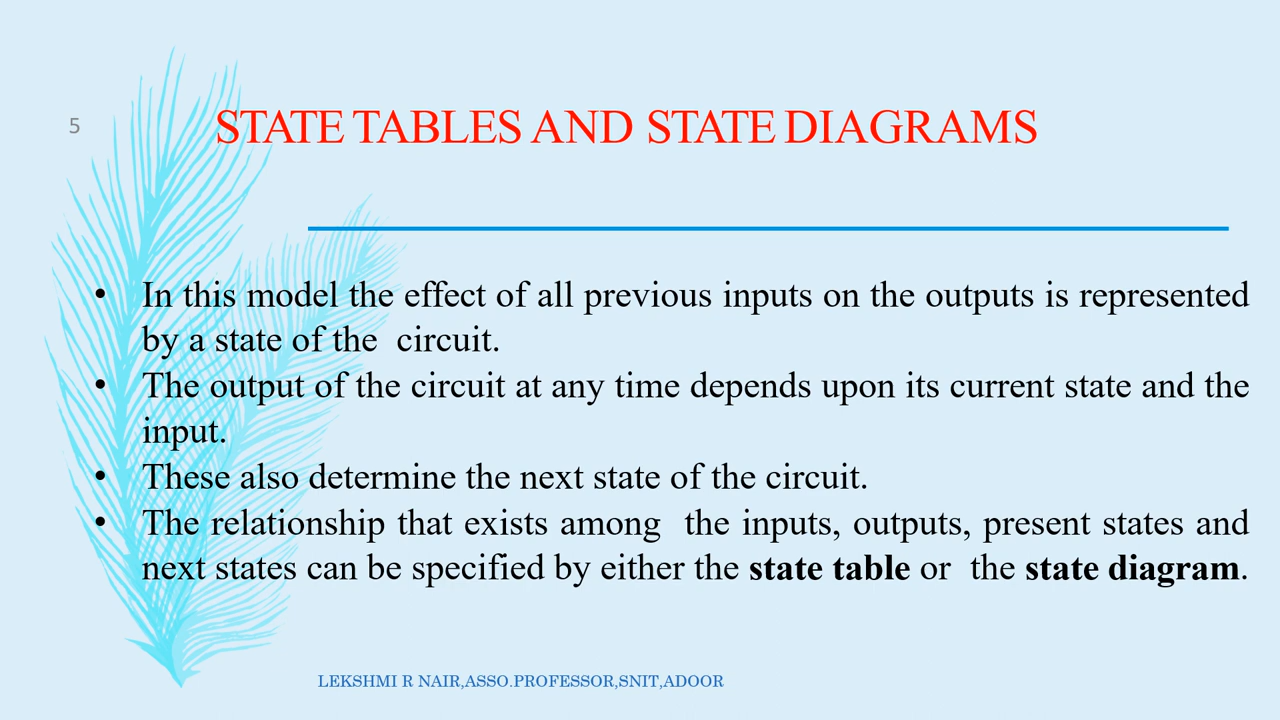 5
STATE TABLES AND STATE DIAGRAMS
• In this model the effect of all previous inputs on the outputs is represented
by a state of the circuit.
• The output of the circuit at any time depends upon its current state and the
input.
• These also determine the next state of the circuit.
• The relationship that exists among the inputs, outputs, present states and
next states can be specified by either the state table or the state diagram.
LEKSHMI R NAIR,ASSO.PROFESSOR,SNIT,ADOOR